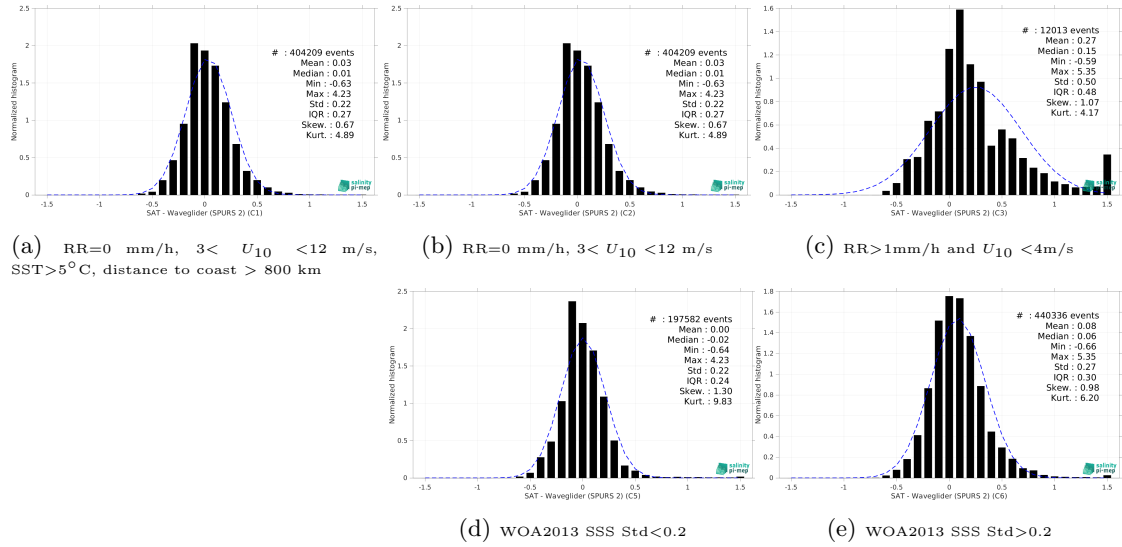 2.5
2
1.5
1
0.5
0
-1.5
-1
-0.5
0
0.5
1
1.5
Normalized histogram
# : 404209 events
Mean : 0.03
Median : 0.01
Min : -0.63
Max : 4.23
Std : 0.22
IQR : 0.27
Skew. : 0.67
Kurt. : 4.89
salinity
pi-mep
SAT - Waveglider (SPURS 2) (C1)
(a) RR=0 mm/h, 3< U10 <12 m/s,
SST>5°C, distance to coast > 800 km
2.5
2
1.5
1
0.5
0
-1.5
-1
-0.5
0
0.5
1
1.5
Normalized histogram
# : 404209 events
Mean : 0.03
Median : 0.01
Min : -0.63
Max : 4.23
Std : 0.22
IQR : 0.27
Skew. : 0.67
Kurt. : 4.89
salinity
pi-mep
SAT - Waveglider (SPURS 2) (C2)
(b) RR=0 mm/h, 3< U10 <12 m/s
1.6
1.4
1.2
1
0.8
0.6
0.4
0.2
0
-1.5
-1
-0.5
0
0.5
1
1.5
Normalized histogram
# : 12013 events
Mean : 0.27
Median : 0.15
Min : -0.59
Max : 5.35
Std : 0.50
IQR : 0.48
Skew. : 1.07
Kurt. : 4.17
salinity
pi-mep
SAT - Waveglider (SPURS 2) (C3)
(c) RR>1mm/h and U10 <4m/s
2.5
2
1.5
1
0.5
0
-1.5
-1
-0.5
0
0.5
1
1.5
Normalized histogram
# : 197582 events
Mean : 0.00
Median : -0.02
Min : -0.64
Max : 4.23
Std : 0.22
IQR : 0.24
Skew. : 1.30
Kurt. : 9.83
salinity
pi-mep
SAT - Waveglider (SPURS 2) (C5)
(d) WOA2013 SSS Std<0.2
1.8
1.6
1.4
1.2
1
0.8
0.6
0.4
0.2
0
-1.5
-1
-0.5
0
0.5
1
1.5
Normalized histogram
# : 440336 events
Mean : 0.08
Median : 0.06
Min : -0.66
Max : 5.35
Std : 0.27
IQR : 0.30
Skew. : 0.98
Kurt. : 6.20
salinity
pi-mep
SAT - Waveglider (SPURS 2) (C6)
(e) WOA2013 SSS Std>0.2